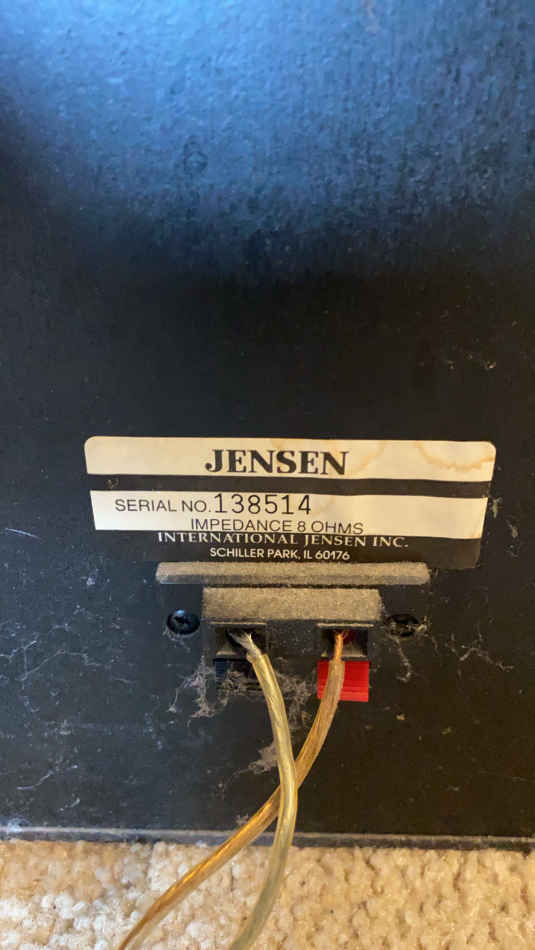 JENSEN
SERIAL NO. 138514
IMPEDANCE 8 OHMS
INTERNATIONAL JENSEN INC.
SCHILLER PARK, IL 60176